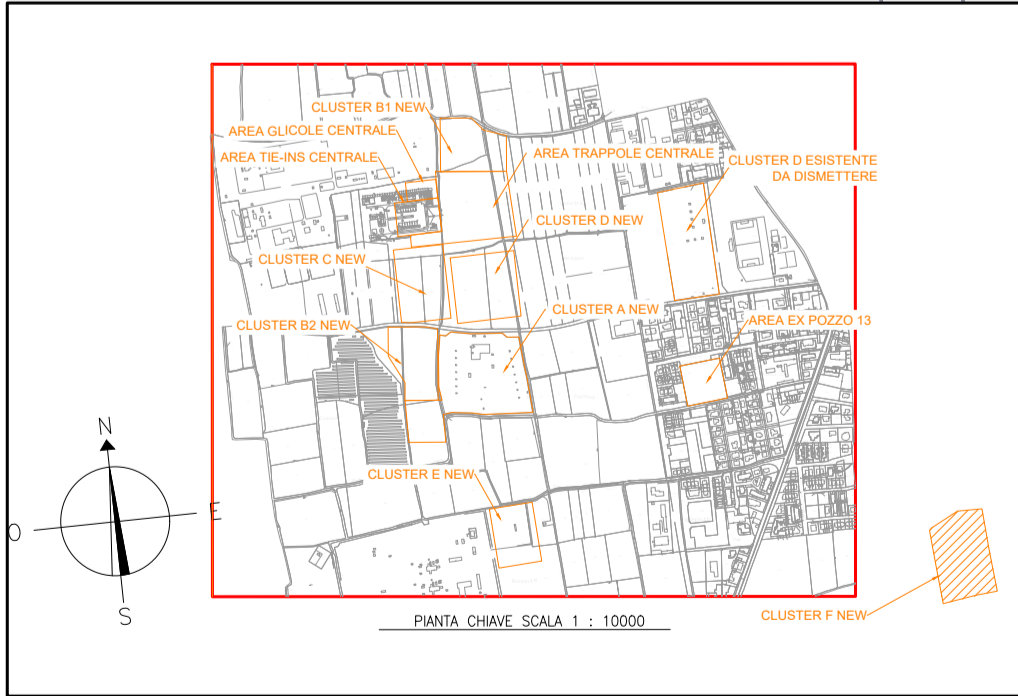 CLUSTER B1 NEW
AREA GLICOLE CENTRALE
AREA TIE-INS CENTRALE
AREA TRAPPOLE CENTRALE
CLUSTER D ESISTENTE
DA DISMETTERE
CLUSTER D NEW
CLUSTER C NEW
CLUSTER A NEW
CLUSTER B2 NEW
AREA EX POZZO 13
N
CLUSTER E NEW
E
O
S
CLUSTER F NEW
PIANTA CHIAVE SCALA 1 : 10000